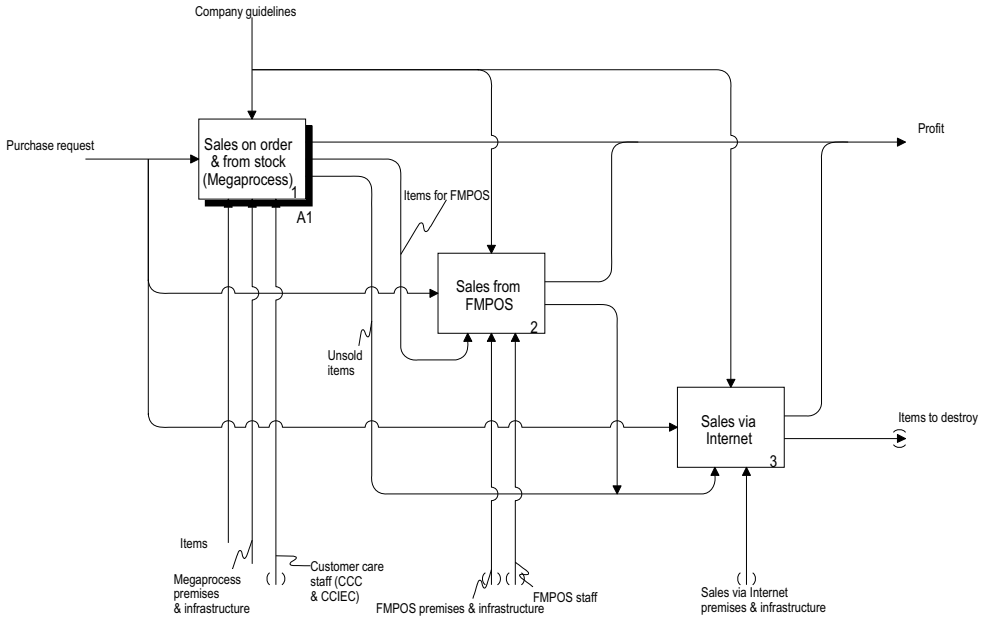 Company guidelines
Purchase request
Sales on order
& from stock
(Megaprocess)
1
A1
Profit
Items for FMPOS
Sales from
FMPOS
2
Unsold
items
Sales via
Internet
3
Items to destroy
Items
Megaprocess
premises
& infrastructure
Customer care
staff (CCC
& CCIEC)
FMPOS premises & infrastructure
FMPOS staff
Sales via Internet
premises & infrastructure